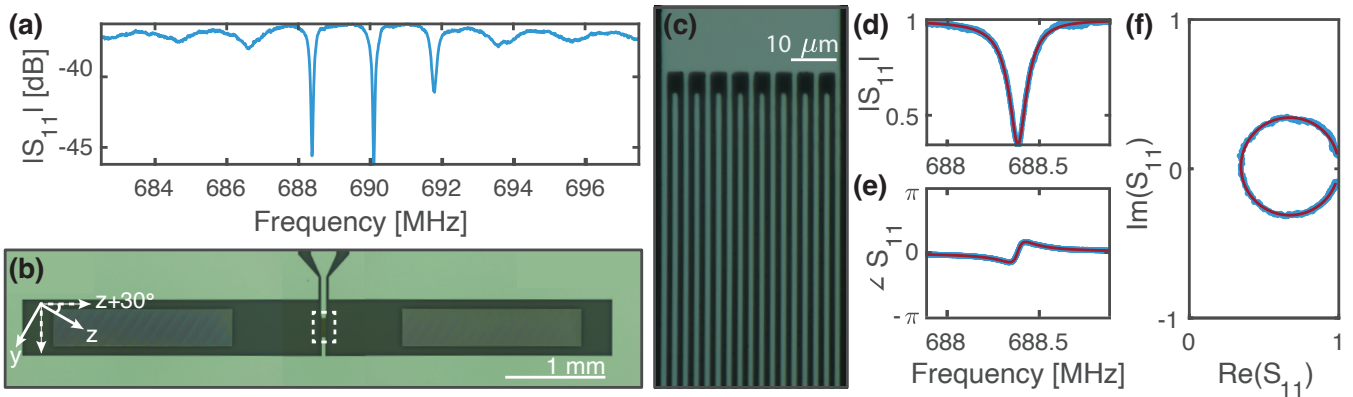 (a)
|S11| [dB]
-40
-45
684 686 688 690 692 694 696
Frequency [MHz]
(b)
z+30°
z
y
1 mm
(c)
10 μm
(d)
|S11|
1
0.5
688 688.5
(e)
∠ S11
π
0
-π
688 688.5
Frequency [MHz]
(f)
Im(S11)
1
0
-1
0 1
Re(S11)